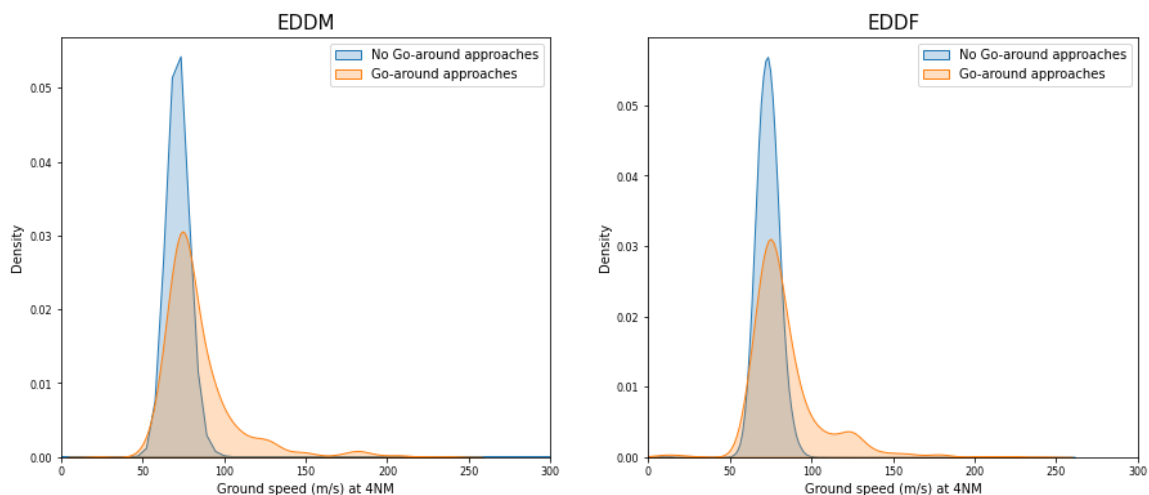 EDDM
No Go-around approaches
Go-around approaches
0.05
0.04
0.03
0.02
0.01
0.00
Density
0
50
100
150
200
250
300
Ground speed (m/s) at 4NM
EDDF
No Go-around approaches
Go-around approaches
0.05
0.04
0.03
0.02
0.01
0.00
Density
0
50
100
150
200
250
300
Ground speed (m/s) at 4NM